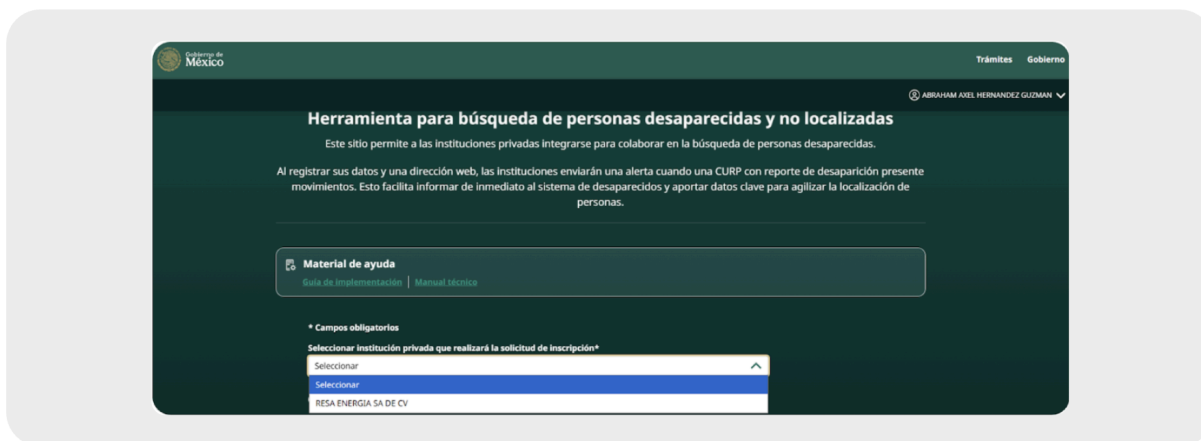 Gobierno de
México
Trámites Gobierno
ABRAHAM AXEL HERNANDEZ GUZMAN
Herramienta para búsqueda de personas desaparecidas y no localizadas
Este sitio permite a las instituciones privadas integrarse para colaborar en la búsqueda de personas desaparecidas.
Al registrar sus datos y una dirección web, las instituciones enviarán una alerta cuando una CURP con reporte de desaparición presente
movimientos. Esto facilita informar de inmediato al sistema de desaparecidos y aportar datos clave para agilizar la localización de
personas.
Material de ayuda
Guía de implementación | Manual técnico
* Campos obligatorios
Seleccionar institución privada que realizará la solicitud de inscripción*
Seleccionar
Seleccionar
RESA ENERGIA SA DE CV